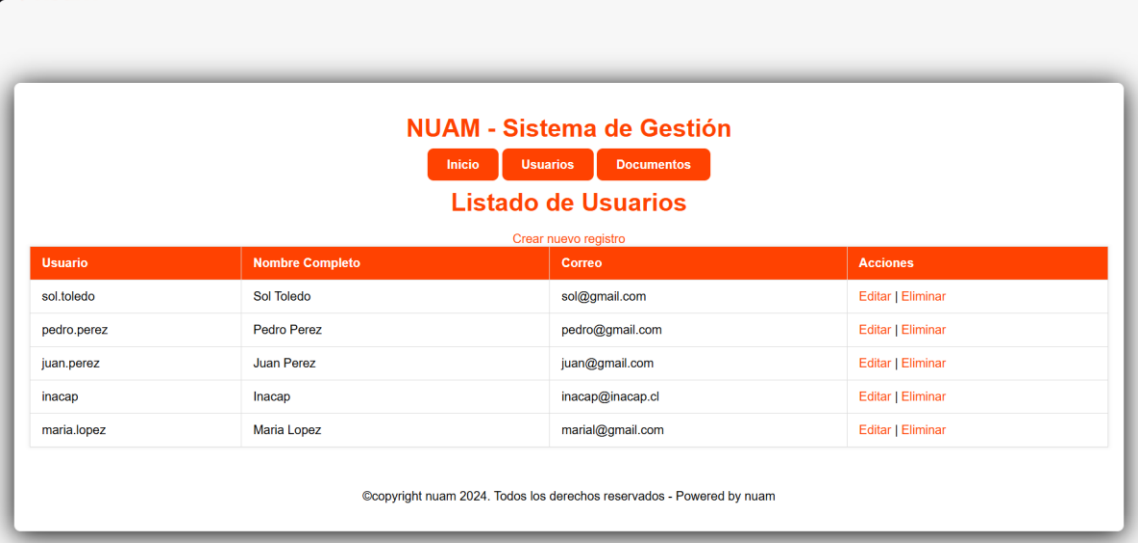 NUAM - Sistema de Gestión
Inicio Usuarios Documentos
Listado de Usuarios
Crear nuevo registro
Usuario Nombre Completo Correo Acciones
sol.toledo Sol Toledo sol@gmail.com Editar | Eliminar
pedro.perez Pedro Perez pedro@gmail.com Editar | Eliminar
juan.perez Juan Perez juan@gmail.com Editar | Eliminar
inacap Inacap inacap@inacap.cl Editar | Eliminar
maria.lopez Maria Lopez marial@gmail.com Editar | Eliminar
©copyright nuam 2024. Todos los derechos reservados - Powered by nuam